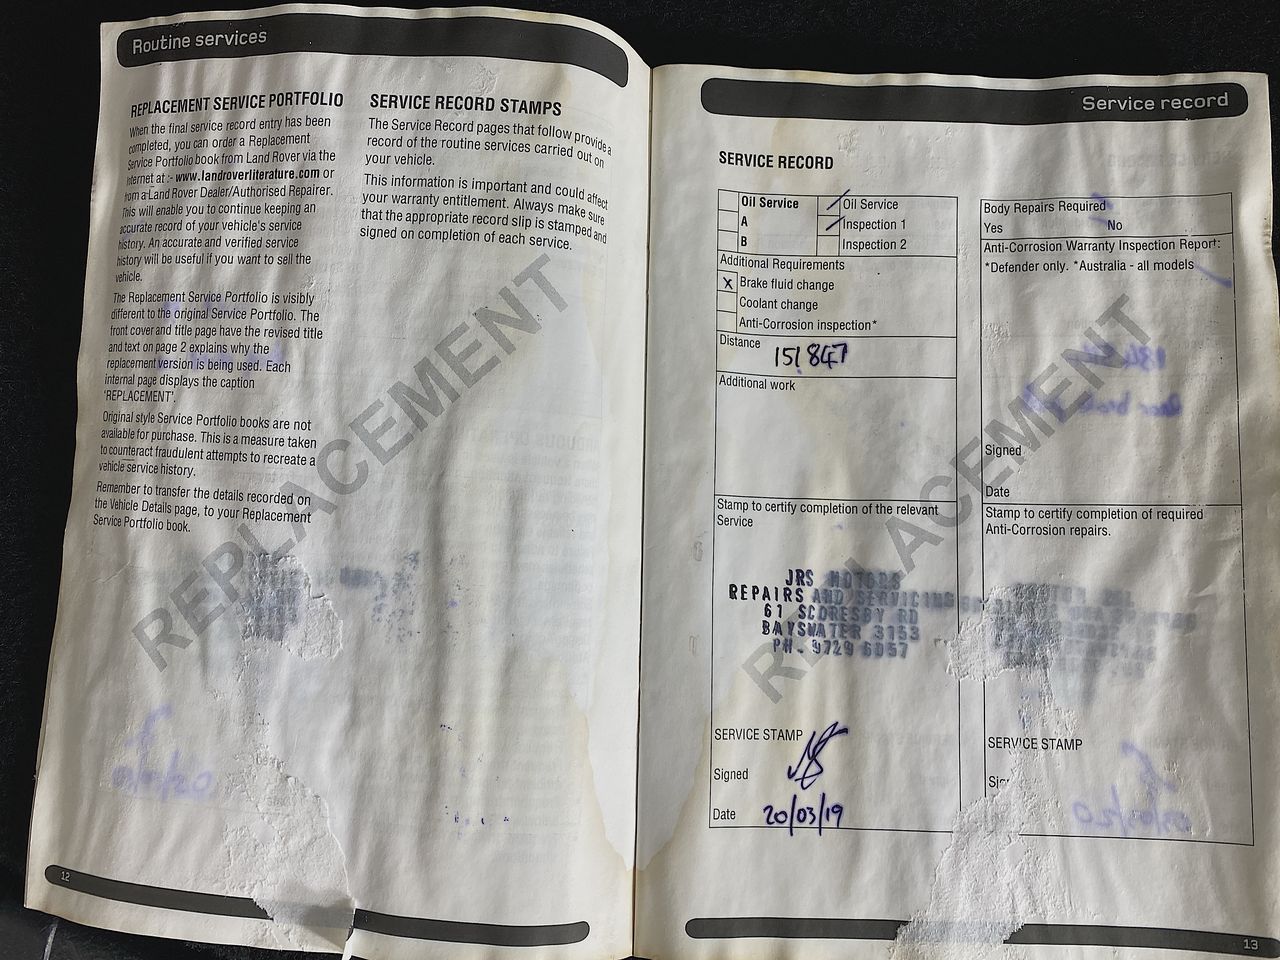 Routine services
REPLACEMENT SERVICE PORTFOLIO
When the final service record entry has been
completed, you can order a Replacement
Service Portfolio book from Land Rover via the
internet at :- www.landroverliterature.com or
from a Land Rover Dealer/Authorised Repairer.
This will enable you to continue keeping an
accurate record of your vehicle's service
history. An accurate and verified service
history will be useful if you want to sell the
vehicle.
The Replacement Service Portfolio is visibly
different to the original Service Portfolio. The
front cover and title page have the revised title
and text on page 2 explains why the
replacement version is being used. Each
internal page displays the caption
'REPLACEMENT'.
Original style Service Portfolio books are not
available for purchase. This is a measure taken
to counteract fraudulent attempts to recreate a
vehicle service history.
Remember to transfer the details recorded on
the Vehicle Details page, to your Replacement
Service Portfolio book.
SERVICE RECORD STAMPS
The Service Record pages that follow provide a
record of the routine services carried out on
your vehicle.
This information is important and could affect
your warranty entitlement. Always make sure
that the appropriate record slip is stamped and
signed on completion of each service.
REPLACEMENT
12
Service record
SERVICE RECORD
Oil Service
A
B
Oil Service
Inspection 1
Inspection 2
Additional Requirements
X Brake fluid change
Coolant change
Anti-Corrosion inspection*
Distance
151 847
Additional work
Stamp to certify completion of the relevant
Service
JRS MOTORS
REPAIRS AND SERVICING
61 SCORESBY RD
BAYSWATER 3153
PH. 9729 6057
SERVICE STAMP
Signed
Date 20/03/19
Body Repairs Required
Yes No
Anti-Corrosion Warranty Inspection Report:
*Defender only. *Australia - all models
Signed
Date
Stamp to certify completion of required
Anti-Corrosion repairs.
SERVICE STAMP
REPLACEMENT
13